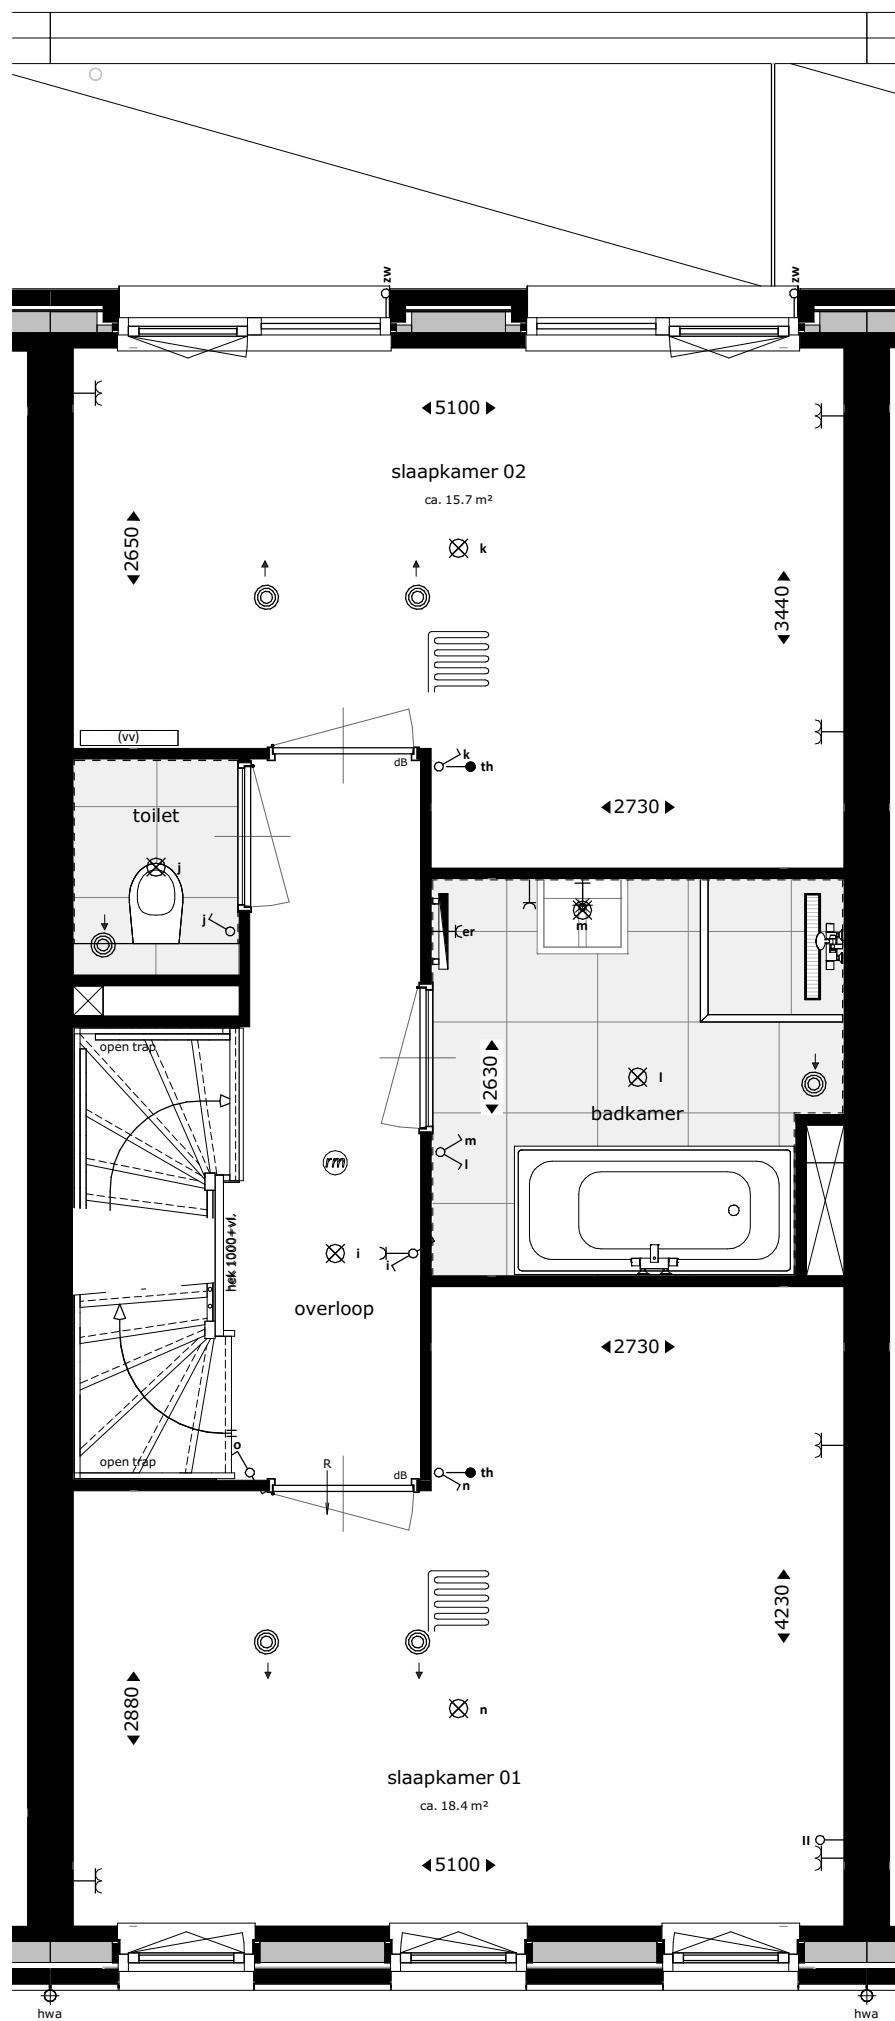 zw
zw
5100
slaapkamer 02
ca. 15.7 m²
2650
k
3440
(vv)
dB
k
th
2730
toilet
j
j
er
m
open trap
2630
l
badkamer
m
l
rm
hek 1000+vl.
i
i
overloop
2730
o
open trap
R
dB
th
n
4230
2880
n
slaapkamer 01
ca. 18.4 m²
II
5100
hwa
hwa